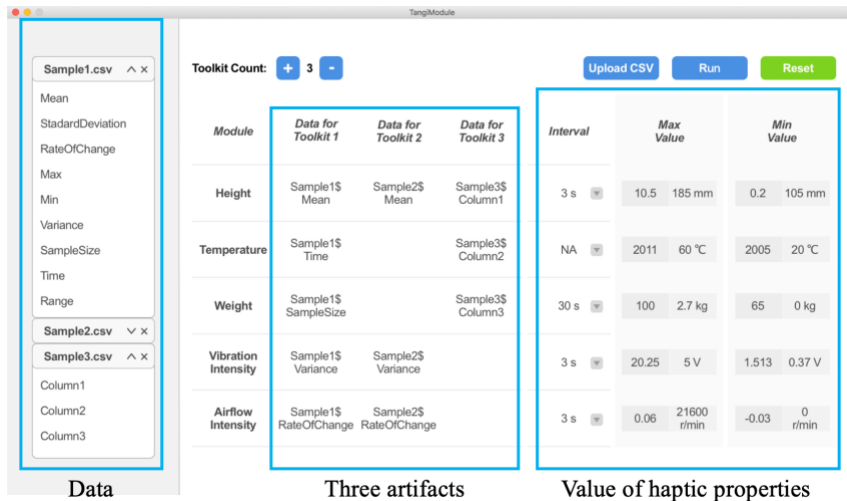 TangiModule
Sample1.csv
Mean
StadardDeviation
RateOfChange
Max
Min
Variance
SampleSize
Time
Range
Sample2.csv
Sample3.csv
Column1
Column2
Column3
Toolkit Count: + 3 -
Upload CSV Run Reset
Module
Data for
Toolkit 1
Data for
Toolkit 2
Data for
Toolkit 3
Interval
Max
Value
Min
Value
Height
Sample1$
Mean
Sample2$
Mean
Sample3$
Column1
3 s 10.5 185 mm 0.2 105 mm
Temperature
Sample1$
Time
Sample3$
Column2
NA 2011 60 ℃ 2005 20 ℃
Weight
Sample1$
SampleSize
Sample3$
Column3
30 s 100 2.7 kg 65 0 kg
Vibration
Intensity
Sample1$
Variance
Sample2$
Variance
3 s 20.25 5 V 1.513 0.37 V
Airflow
Intensity
Sample1$
RateOfChange
Sample2$
RateOfChange
3 s 0.06 21600
r/min
-0.03 0
r/min
Data
Three artifacts
Value of haptic properties